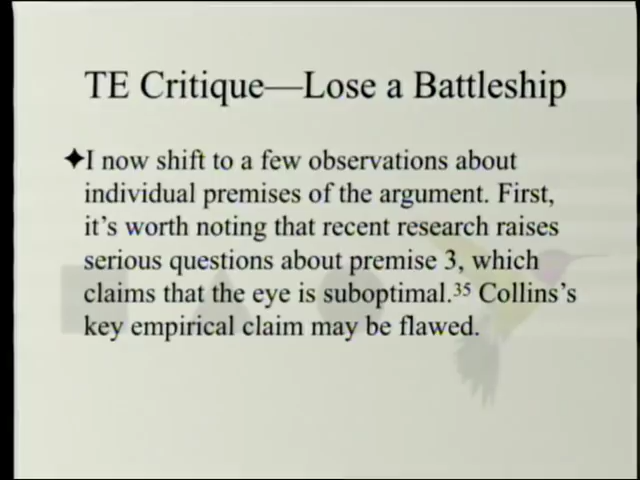 TE Critique—Lose a Battleship
✦I now shift to a few observations about
individual premises of the argument. First,
it’s worth noting that recent research raises
serious questions about premise 3, which
claims that the eye is suboptimal.³⁵ Collins’s
key empirical claim may be flawed.